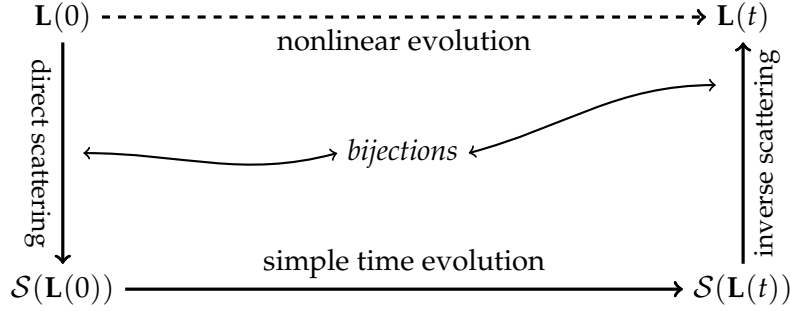 L(0) L(t)
nonlinear evolution
direct scattering
bijections
inverse scattering
simple time evolution
𝒮(L(0)) 𝒮(L(t))